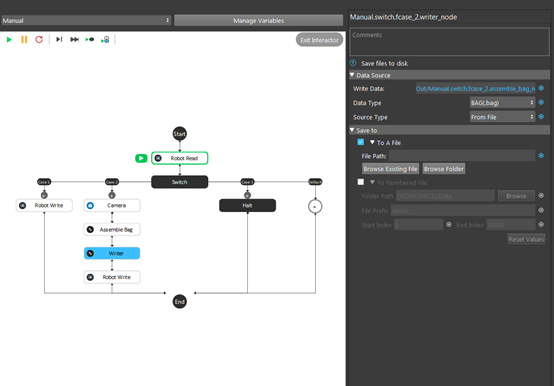 Manual
Manage Variables
Exit Interactor
Start
Robot Read
Switch
Case 1
Case 2
Case 3
Default
Robot Write
Camera
Halt
Assemble Bag
Writer
Robot Write
End
Manual.switch.fcase_2.writer_node
Comments
Save files to disk
Data Source
Write Data: Out/Manual.switch.fcase_2.assemble_bag_n
Data Type BAG(.bag)
Source Type From File
Save to
To A File
File Path:
Browse Existing File Browse Folder
To Numbered File
Folder Path Browse
File Prefix
Start Index 0 End Index
Reset Values